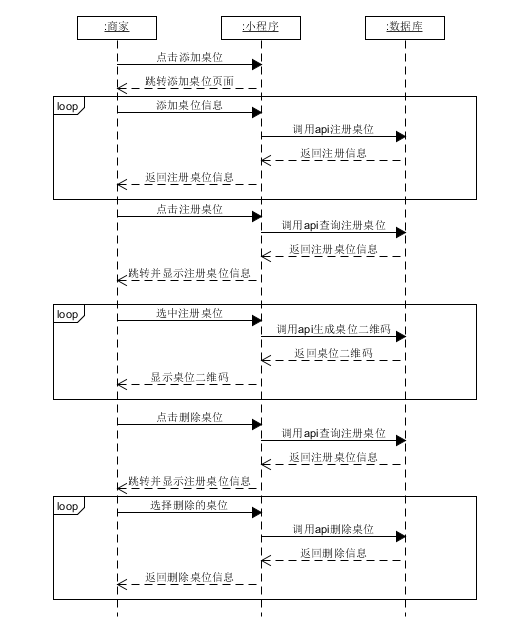 :商家
:小程序
:数据库
点击添加桌位
跳转添加桌位页面
loop
添加桌位信息
调用api注册桌位
返回注册信息
返回注册桌位信息
点击注册桌位
调用api查询注册桌位
返回注册桌位信息
跳转并显示注册桌位信息
loop
选中注册桌位
调用api生成桌位二维码
返回桌位二维码
显示桌位二维码
点击删除桌位
调用api查询注册桌位
返回注册桌位信息
跳转并显示注册桌位信息
loop
选择删除的桌位
调用api删除桌位
返回删除信息
返回删除桌位信息